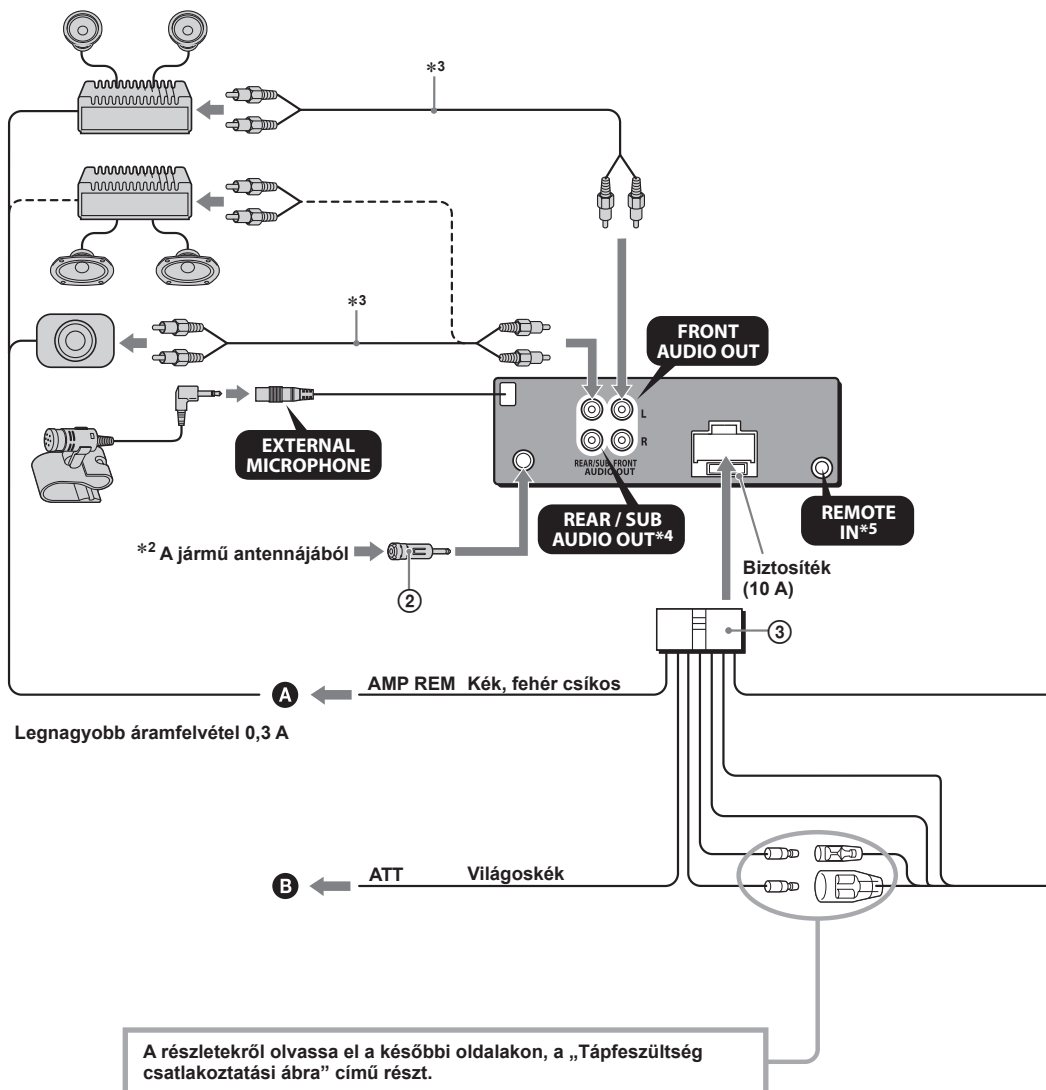 *3
*3
FRONT
AUDIO OUT
L
R
REAR/SUB FRONT
AUDIO OUT
EXTERNAL
MICROPHONE
REAR / SUB
AUDIO OUT*4
REMOTE
IN*5
*2 A jármű antennájából
2
Biztosíték
(10 A)
3
A
AMP REM Kék, fehér csíkos
Legnagyobb áramfelvétel 0,3 A
B
ATT Világoskék
A részletekről olvassa el a későbbi oldalakon, a „Tápfeszültség
csatlakoztatási ábra” című részt.